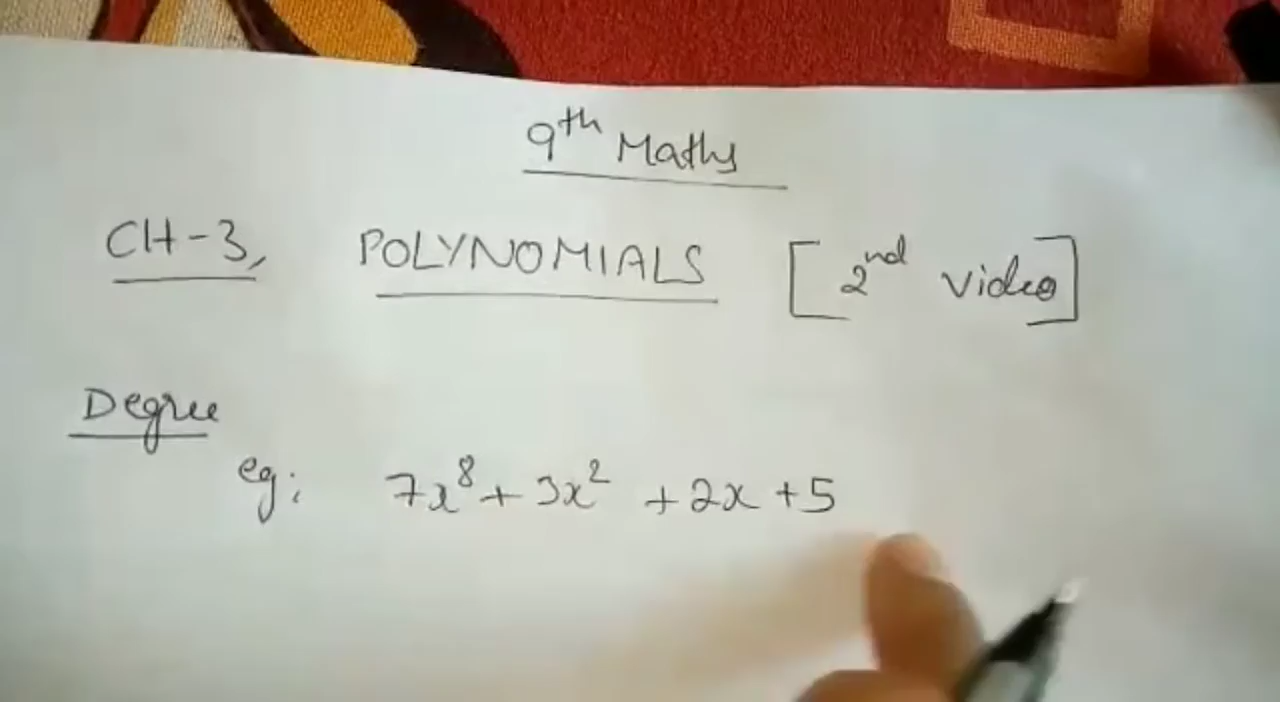 9th Maths
CH-3, POLYNOMIALS [2nd video]
Degree
eg: 7x⁸ + 3x² + 2x + 5